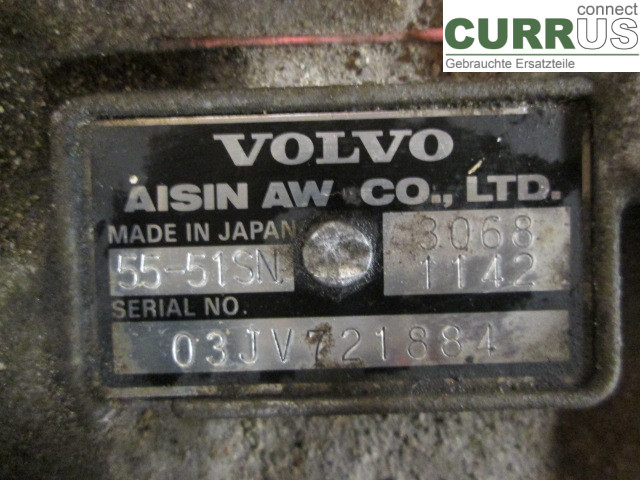 connect
CURRUS
Gebrauchte Ersatzteile
VOLVO
AISIN AW CO., LTD.
MADE IN JAPAN 3068
55-51SN 1142
SERIAL NO.
03JV721884